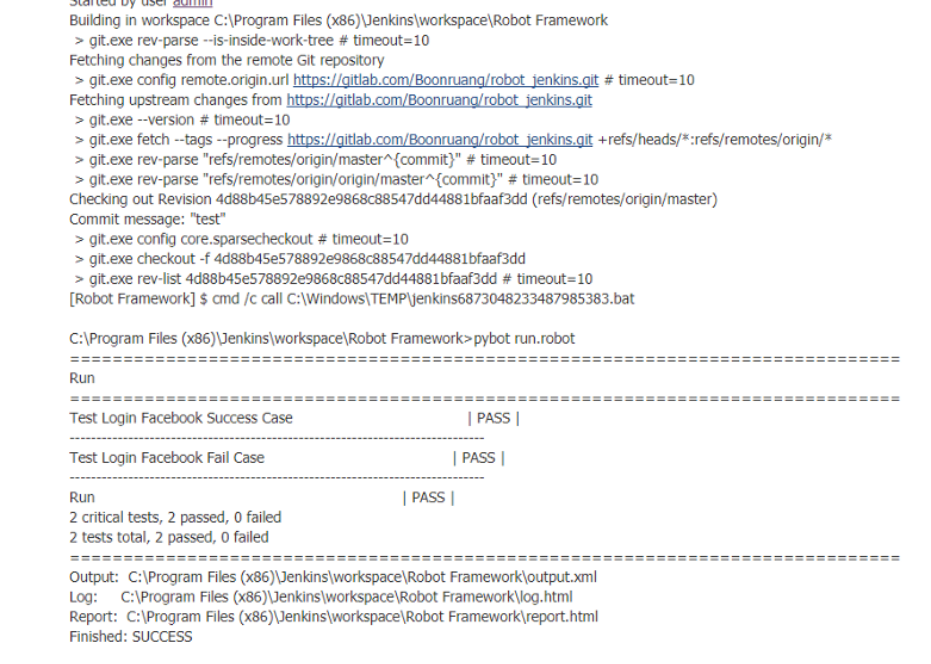 Started by user admin
Building in workspace C:\Program Files (x86)\Jenkins\workspace\Robot Framework
> git.exe rev-parse --is-inside-work-tree # timeout=10
Fetching changes from the remote Git repository
> git.exe config remote.origin.url https://gitlab.com/Boonruang/robot_jenkins.git # timeout=10
Fetching upstream changes from https://gitlab.com/Boonruang/robot_jenkins.git
> git.exe --version # timeout=10
> git.exe fetch --tags --progress https://gitlab.com/Boonruang/robot_jenkins.git +refs/heads/*:refs/remotes/origin/*
> git.exe rev-parse "refs/remotes/origin/master^{commit}" # timeout=10
> git.exe rev-parse "refs/remotes/origin/origin/master^{commit}" # timeout=10
Checking out Revision 4d88b45e578892e9868c88547dd44881bfaaf3dd (refs/remotes/origin/master)
Commit message: "test"
> git.exe config core.sparsecheckout # timeout=10
> git.exe checkout -f 4d88b45e578892e9868c88547dd44881bfaaf3dd
> git.exe rev-list 4d88b45e578892e9868c88547dd44881bfaaf3dd # timeout=10
[Robot Framework] $ cmd /c call C:\Windows\TEMP\jenkins6873048233487985383.bat
C:\Program Files (x86)\Jenkins\workspace\Robot Framework>pybot run.robot
==============================================================================
Run
==============================================================================
Test Login Facebook Success Case | PASS |
------------------------------------------------------------------------------
Test Login Facebook Fail Case | PASS |
------------------------------------------------------------------------------
Run | PASS |
2 critical tests, 2 passed, 0 failed
2 tests total, 2 passed, 0 failed
==============================================================================
Output: C:\Program Files (x86)\Jenkins\workspace\Robot Framework\output.xml
Log: C:\Program Files (x86)\Jenkins\workspace\Robot Framework\log.html
Report: C:\Program Files (x86)\Jenkins\workspace\Robot Framework\report.html
Finished: SUCCESS